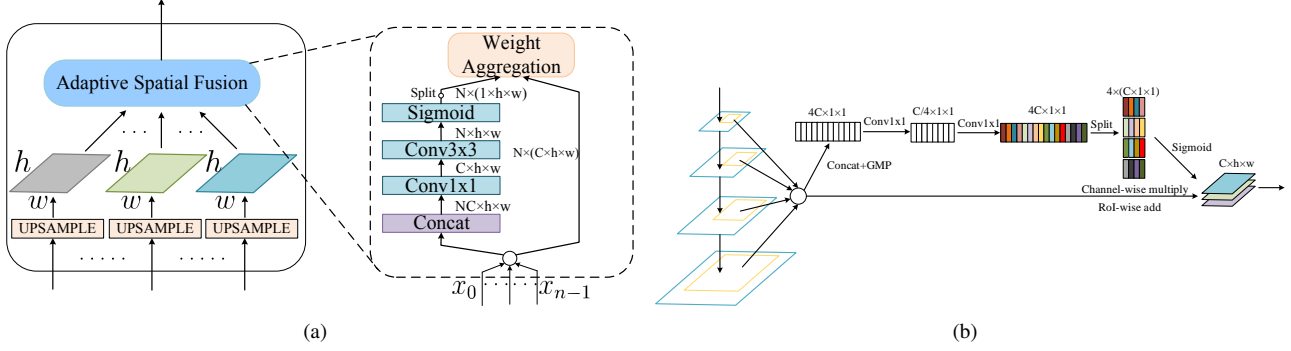 Adaptive Spatial Fusion
. . . . . .
h
h
h
w
w
w
UPSAMPLE
UPSAMPLE
UPSAMPLE
. . . . . . . . . .
Weight
Aggregation
Split
N×(1×h×w)
Sigmoid
N×h×w
Conv3x3
N×(C×h×w)
C×h×w
Conv1x1
NC×h×w
Concat
x0 . . . . . . xn−1
(a)
4C×1×1
Conv1x1
C/4×1×1
Conv1x1
4C×1×1
Split
4×(C×1×1)
Sigmoid
Concat+GMP
C×h×w
Channel-wise multiply
RoI-wise add
(b)